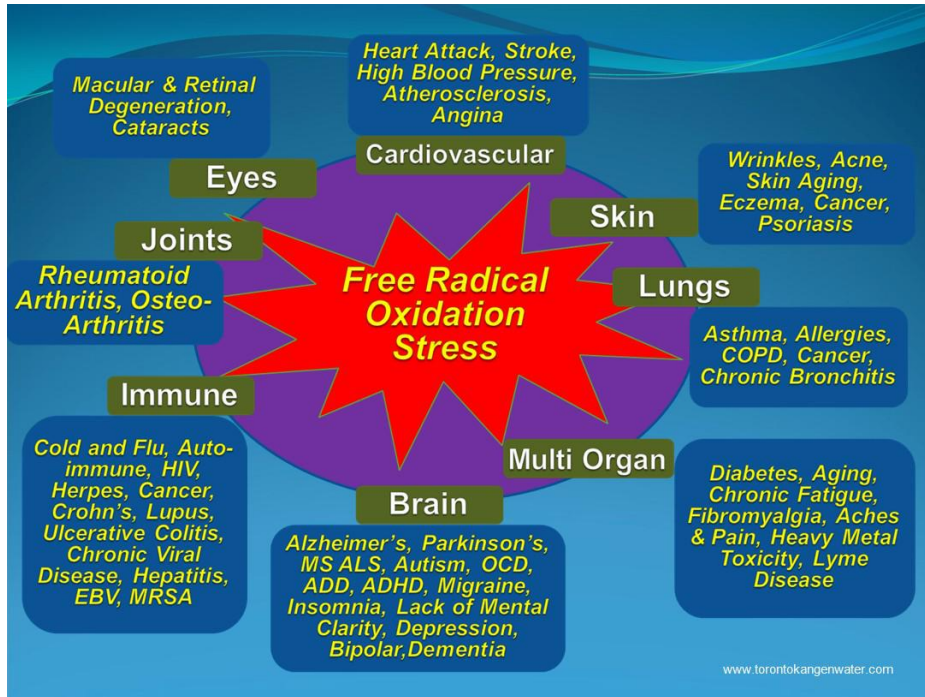 Heart Attack, Stroke,
High Blood Pressure,
Atherosclerosis,
Angina
Cardiovascular
Macular & Retinal
Degeneration,
Cataracts
Eyes
Wrinkles, Acne,
Skin Aging,
Eczema, Cancer,
Psoriasis
Skin
Joints
Rheumatoid
Arthritis, Osteo-
Arthritis
Free Radical
Oxidation
Stress
Lungs
Asthma, Allergies,
COPD, Cancer,
Chronic Bronchitis
Immune
Cold and Flu, Auto-
immune, HIV,
Herpes, Cancer,
Crohn's, Lupus,
Ulcerative Colitis,
Chronic Viral
Disease, Hepatitis,
EBV, MRSA
Brain
Alzheimer's, Parkinson's,
MS ALS, Autism, OCD,
ADD, ADHD, Migraine,
Insomnia, Lack of Mental
Clarity, Depression,
Bipolar,Dementia
Multi Organ
Diabetes, Aging,
Chronic Fatigue,
Fibromyalgia, Aches
& Pain, Heavy Metal
Toxicity, Lyme
Disease
www.torontokangenwater.com